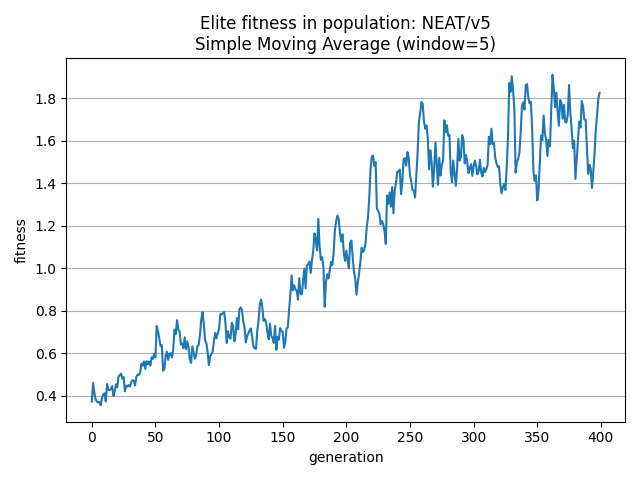 Elite fitness in population: NEAT/v5
Simple Moving Average (window=5)
1.8
1.6
1.4
1.2
1.0
0.8
0.6
0.4
fitness
0 50 100 150 200 250 300 350 400
generation